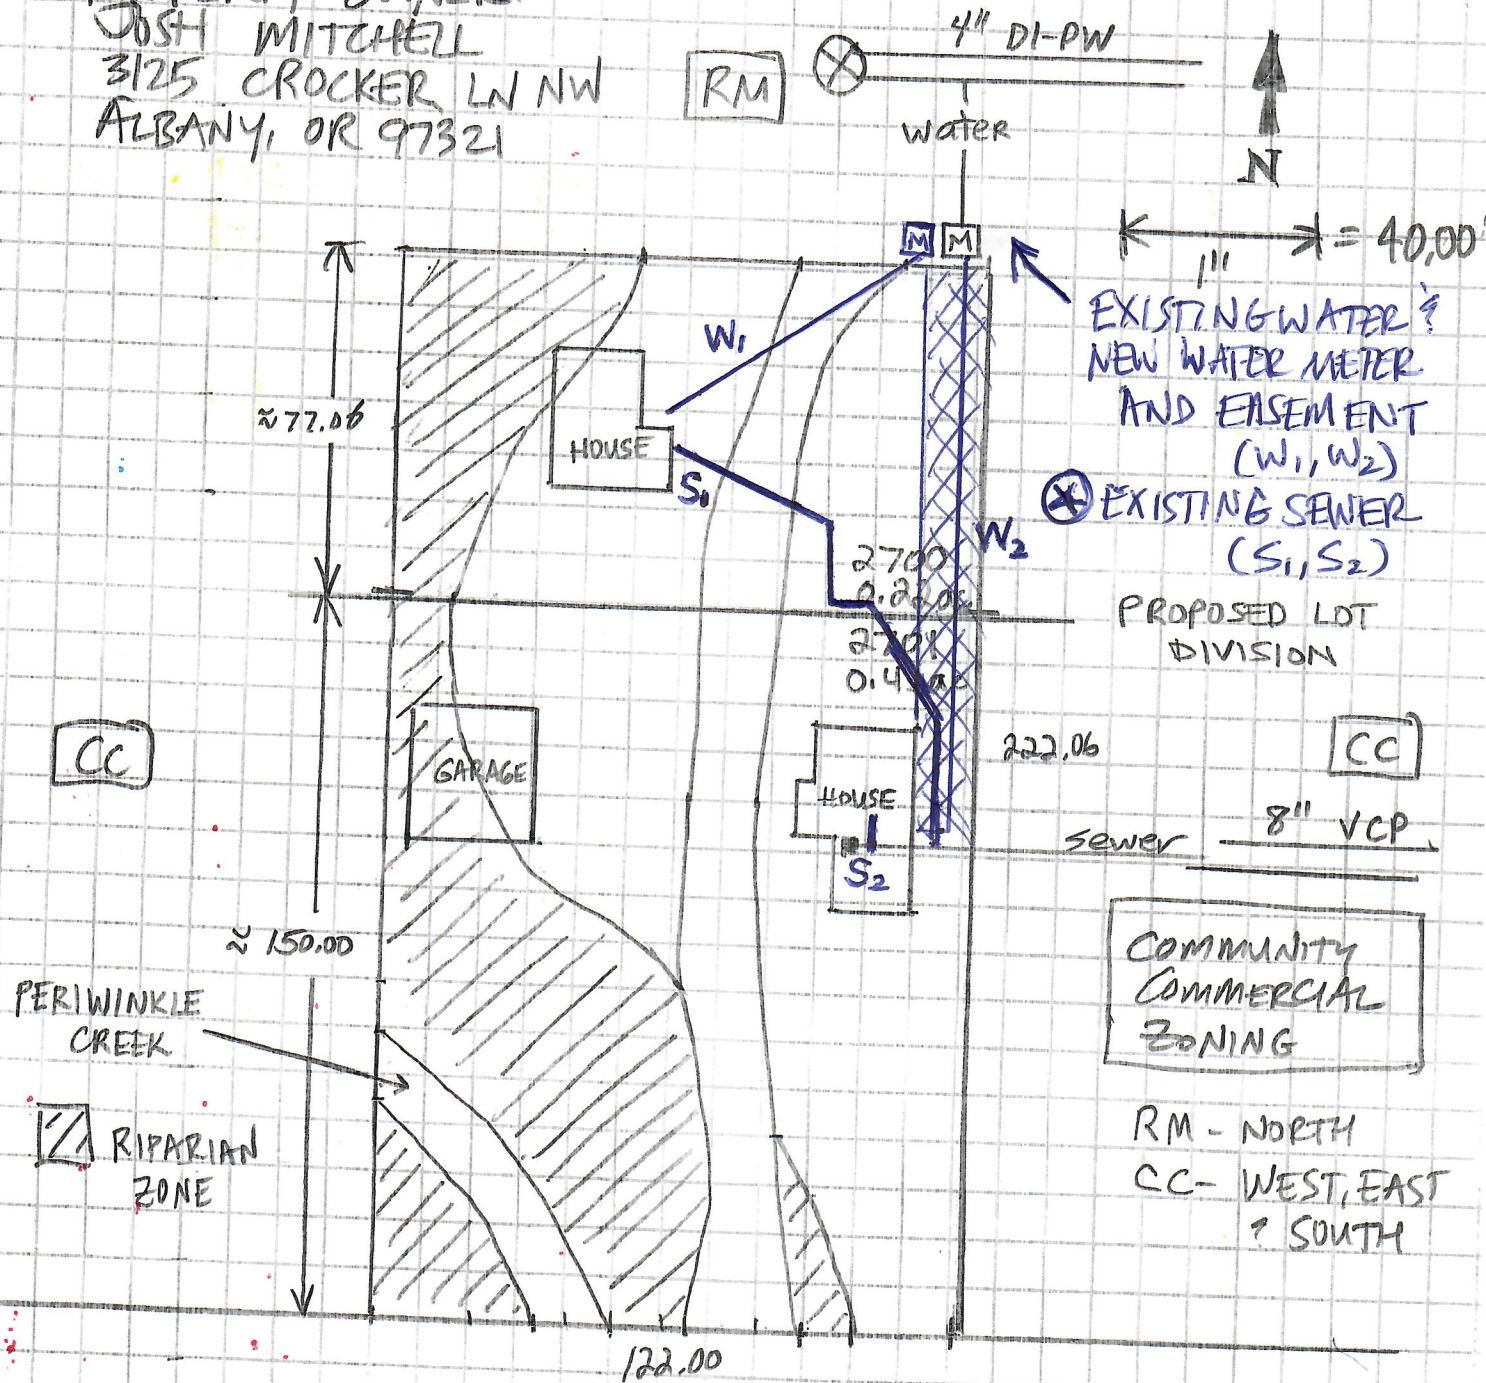 JOSH MITCHELL
3125 CROCKER LN NW
ALBANY, OR 97321
RM
4" DI-PW
water
N
M
M
1" = 40.00'
EXISTING WATER &
NEW WATER METER
AND EASEMENT
(W1, W2)
EXISTING SEWER
(S1, S2)
W1
≈77.06
HOUSE
S1
W2
2700
0.22ac
PROPOSED LOT
DIVISION
2701
CC
GARAGE
HOUSE
222.06
CC
sewer
8" VCP
S2
≈ 150.00
COMMUNITY
COMMERCIAL
ZONING
PERIWINKLE
CREEK
RIPARIAN
ZONE
RM - NORTH
CC - WEST, EAST
& SOUTH
122.00